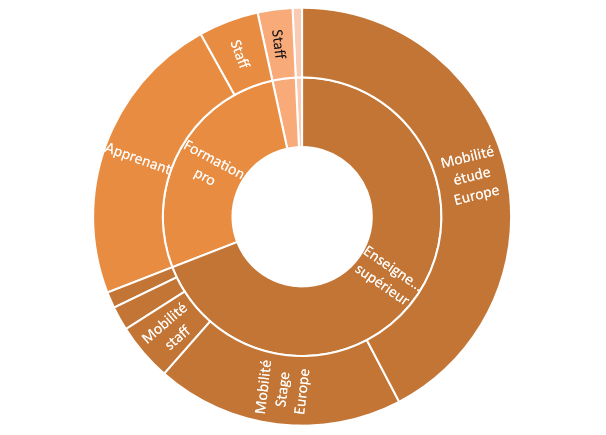 Staff
Staff
Mobilité
étude
Europe
Apprenant
Formation
pro
Enseigne...
supérieur
Mobilité
staff
Mobilité
Stage
Europe